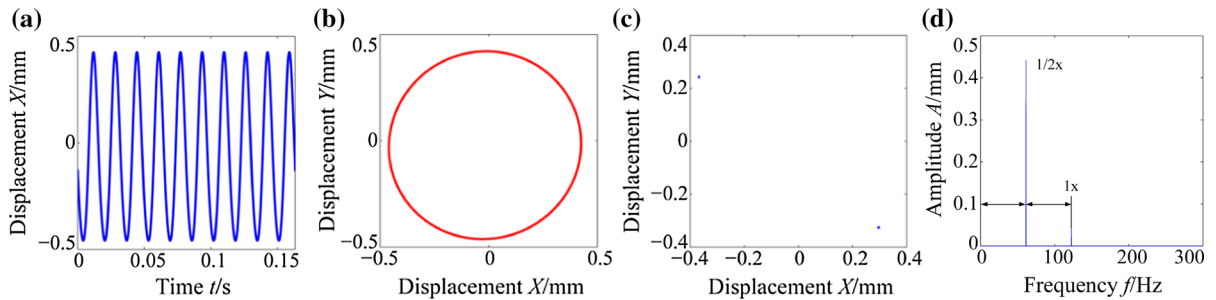 (a)
0.5
0
−0.5
Displacement X/mm
0
0.05
0.1
0.15
Time t/s
(b)
0.5
0
−0.5
Displacement Y/mm
−0.5
0
0.5
Displacement X/mm
(c)
0.4
0.2
0
−0.2
−0.4
Displacement Y/mm
−0.4
−0.2
0
0.2
0.4
Displacement X/mm
(d)
0.5
0.4
0.3
0.2
0.1
0
Amplitude A/mm
1/2x
1x
0
100
200
300
Frequency f/Hz